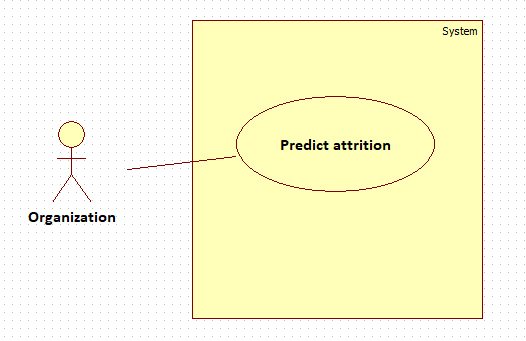 System
Predict attrition
Organization